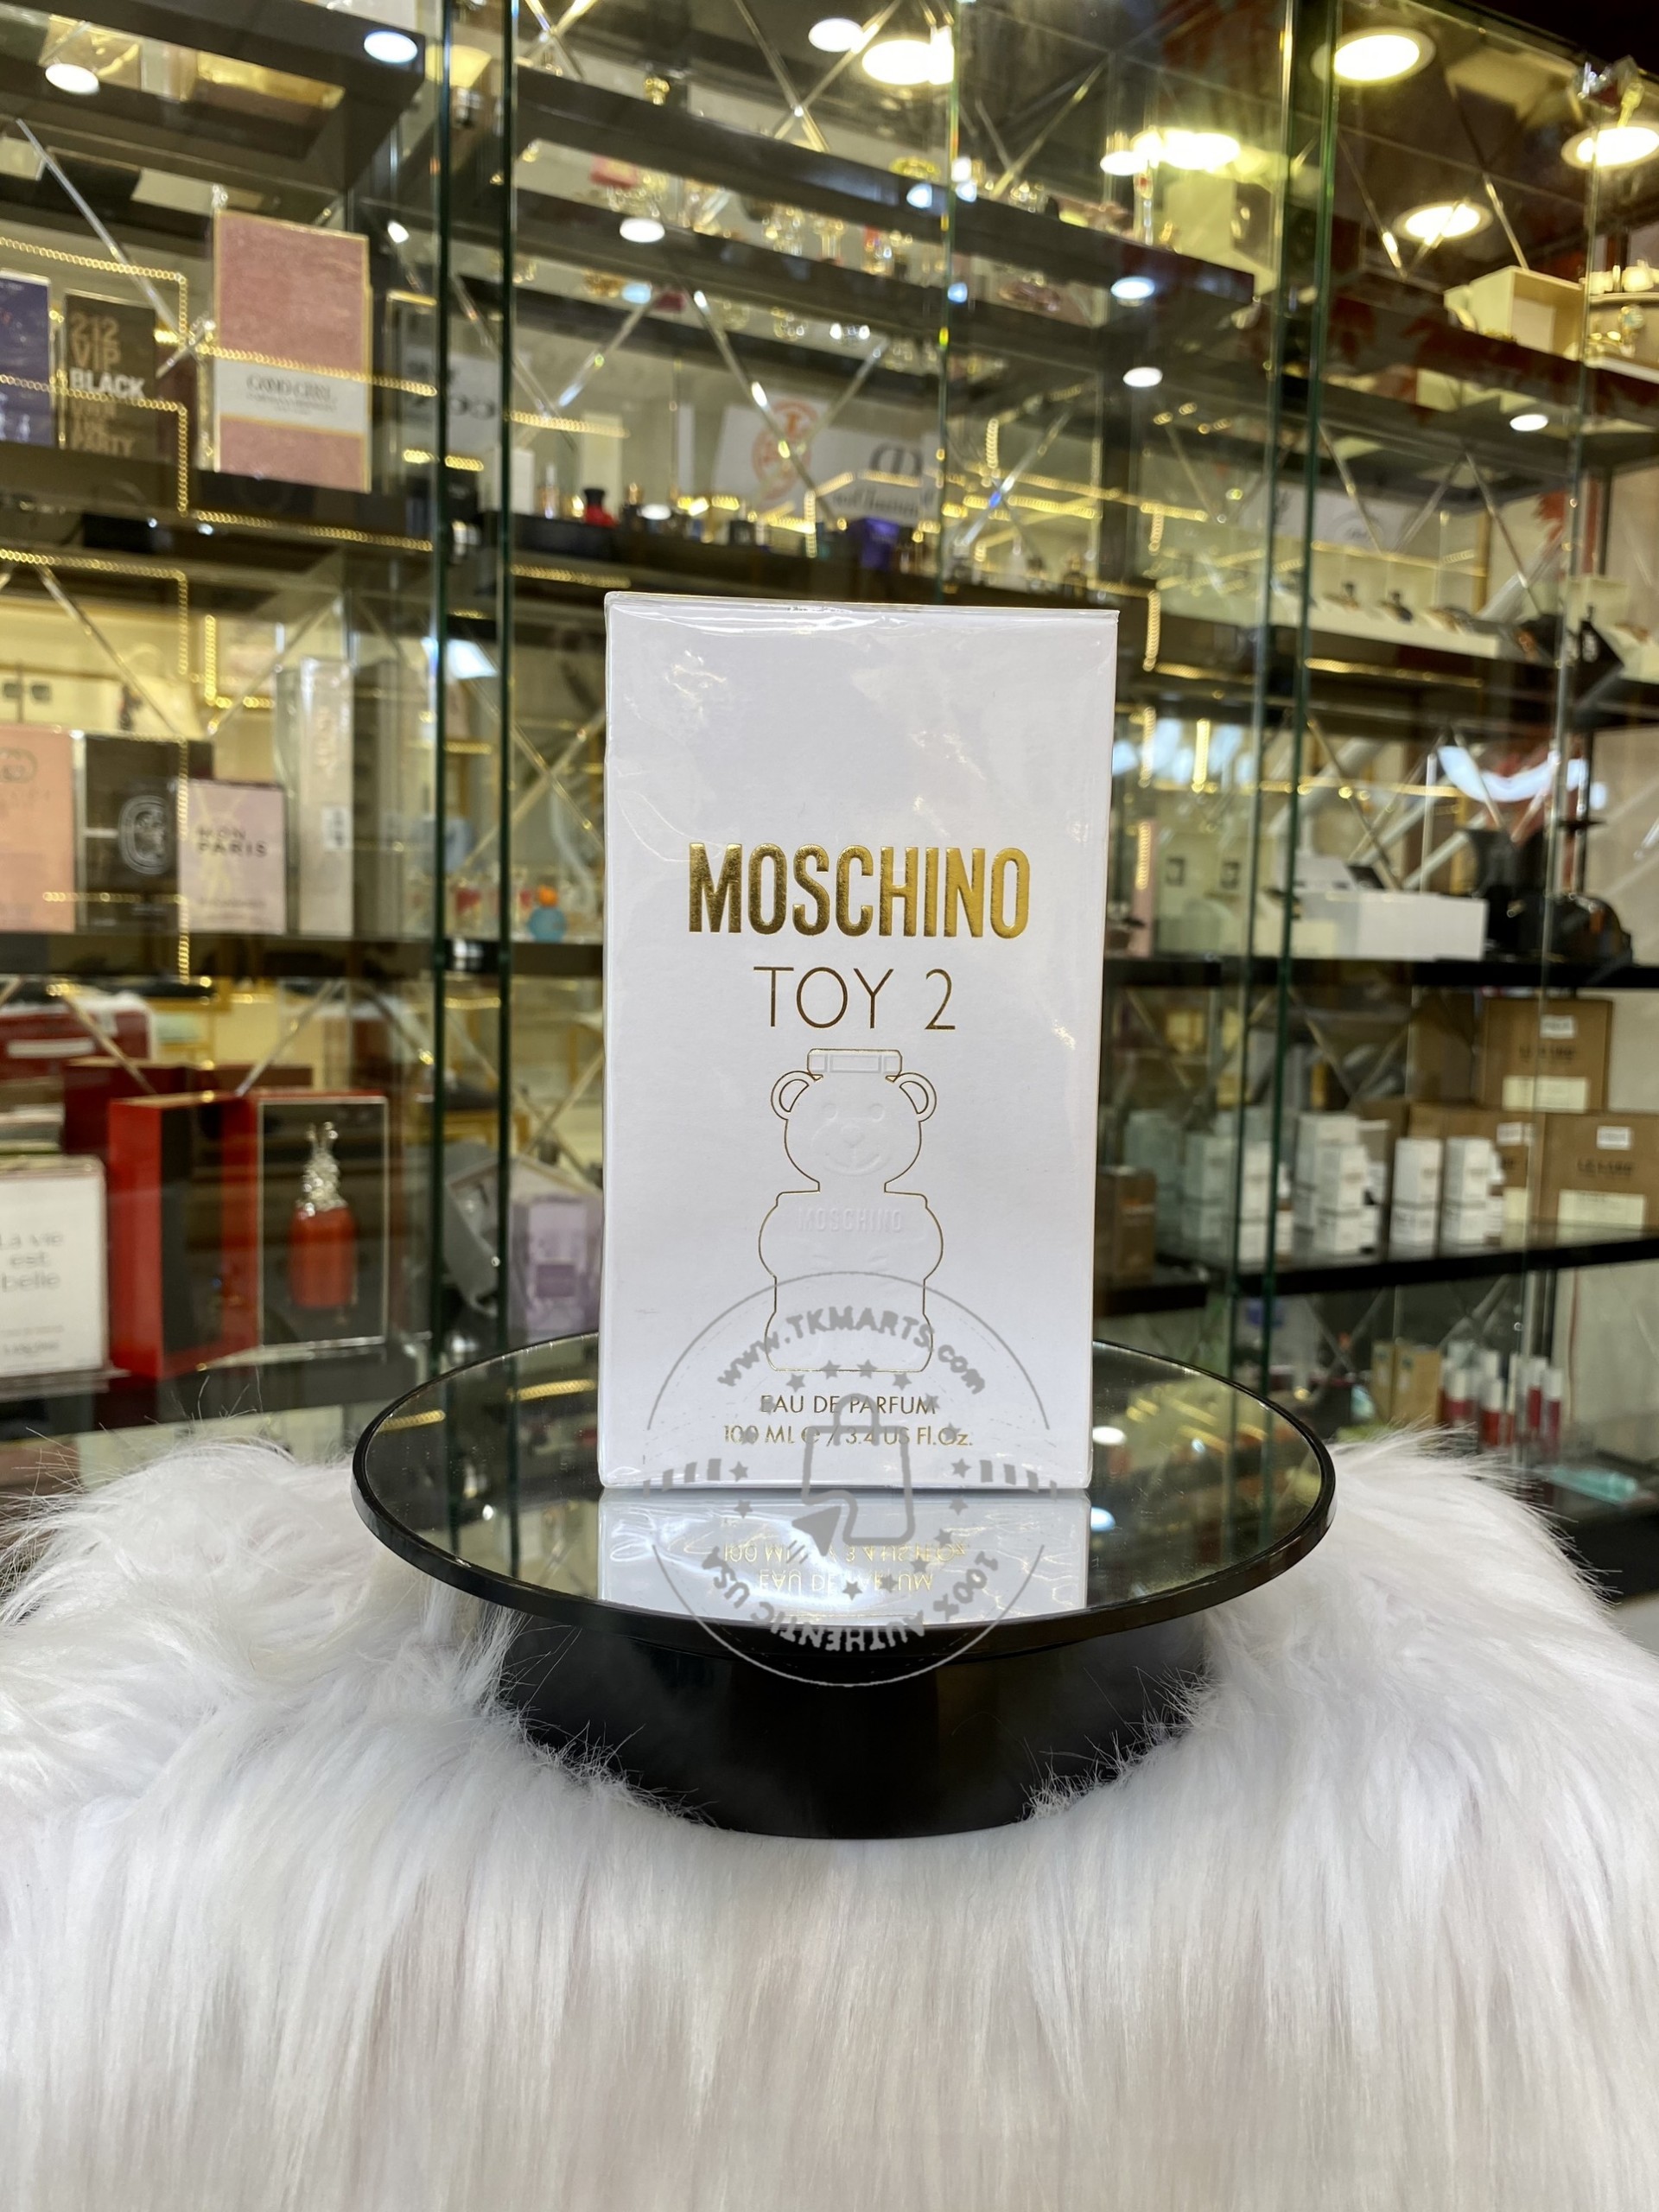 212
VIP
BLACK
PARTY
GOOD GIRL
MOSCHINO
TOY 2
MOSCHINO
MON
PARIS
La vie
est
belle
www.TKMARTS.com
EAU DE PARFUM
100 ML e / 3.4 US Fl.Oz.
100% AUTHENTIC USA